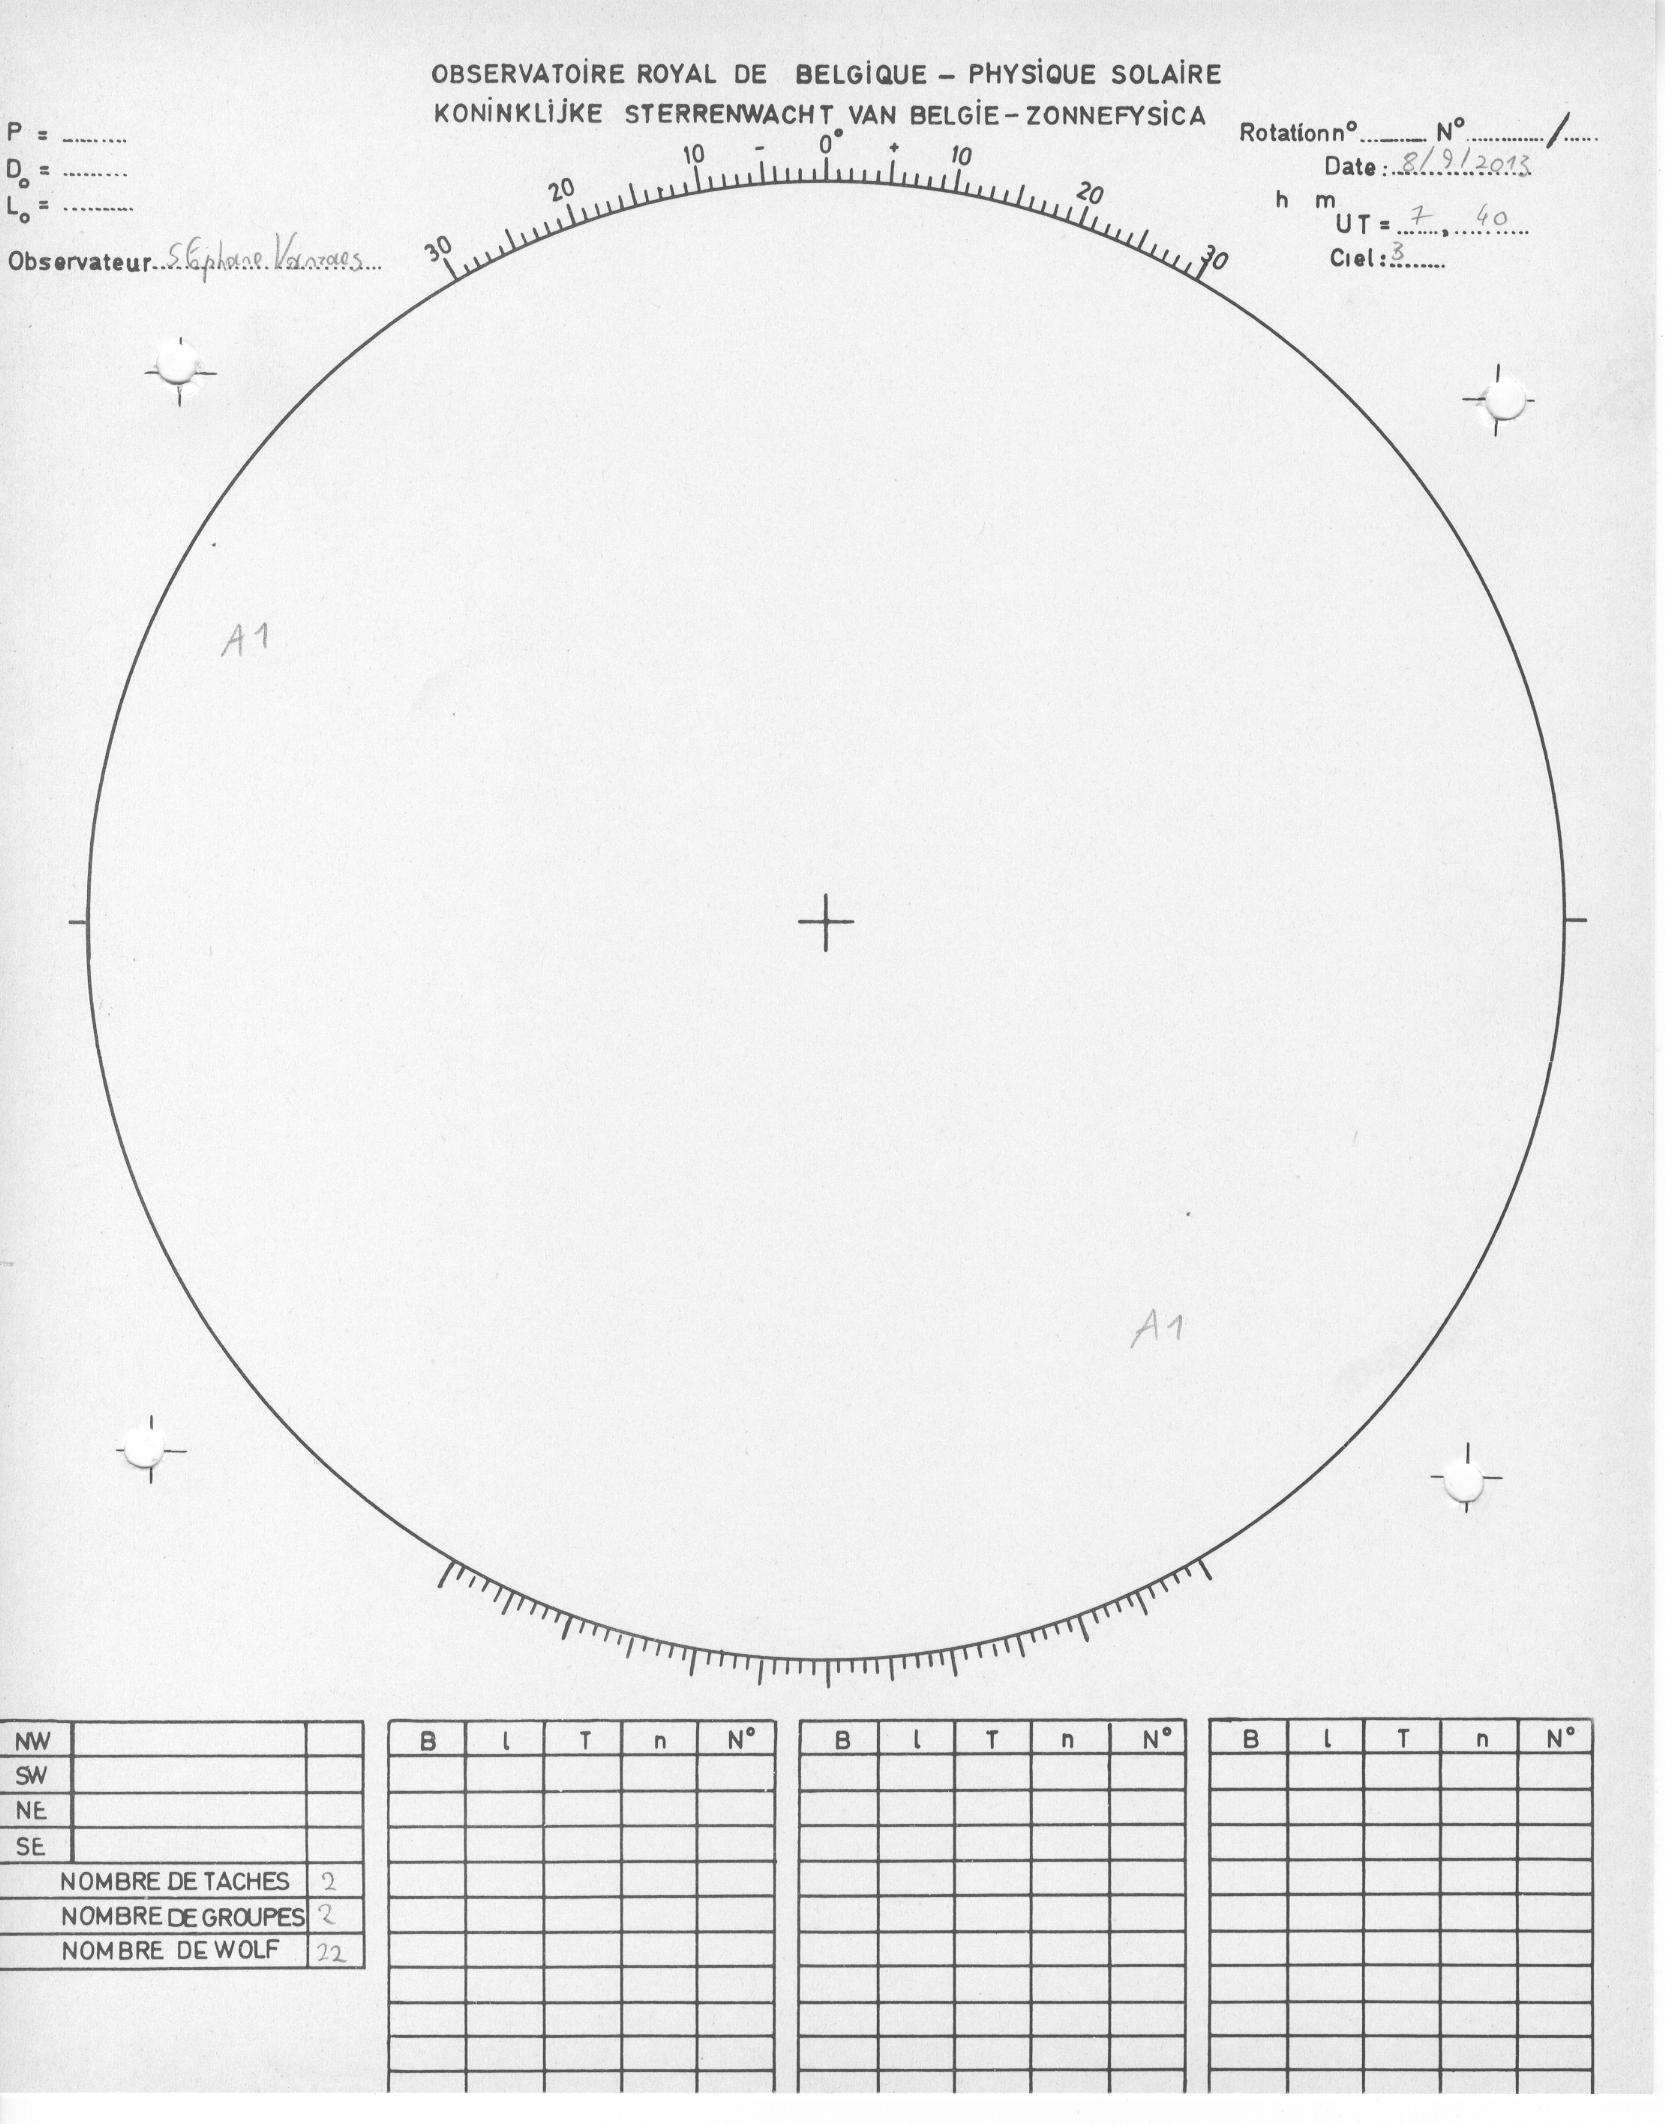 OBSERVATOIRE ROYAL DE BELGIQUE – PHYSIQUE SOLAIRE
KONINKLIJKE STERRENWACHT VAN BELGIE – ZONNEFYSICA
P = ........
D₀ = .........
L₀ = ..........
Observateur Stéphane
Rotation n° ......... N° ........../.....
Date : 8/9/2013
h m
UT = 7, 40
Ciel : 3
30 20 10 - 0° + 10 20 30
A1
A1
NW
SW
NE
SE
NOMBRE DE TACHES 2
NOMBRE DE GROUPES 2
NOMBRE DE WOLF 22
B l T n N°
B l T n N°
B l T n N°